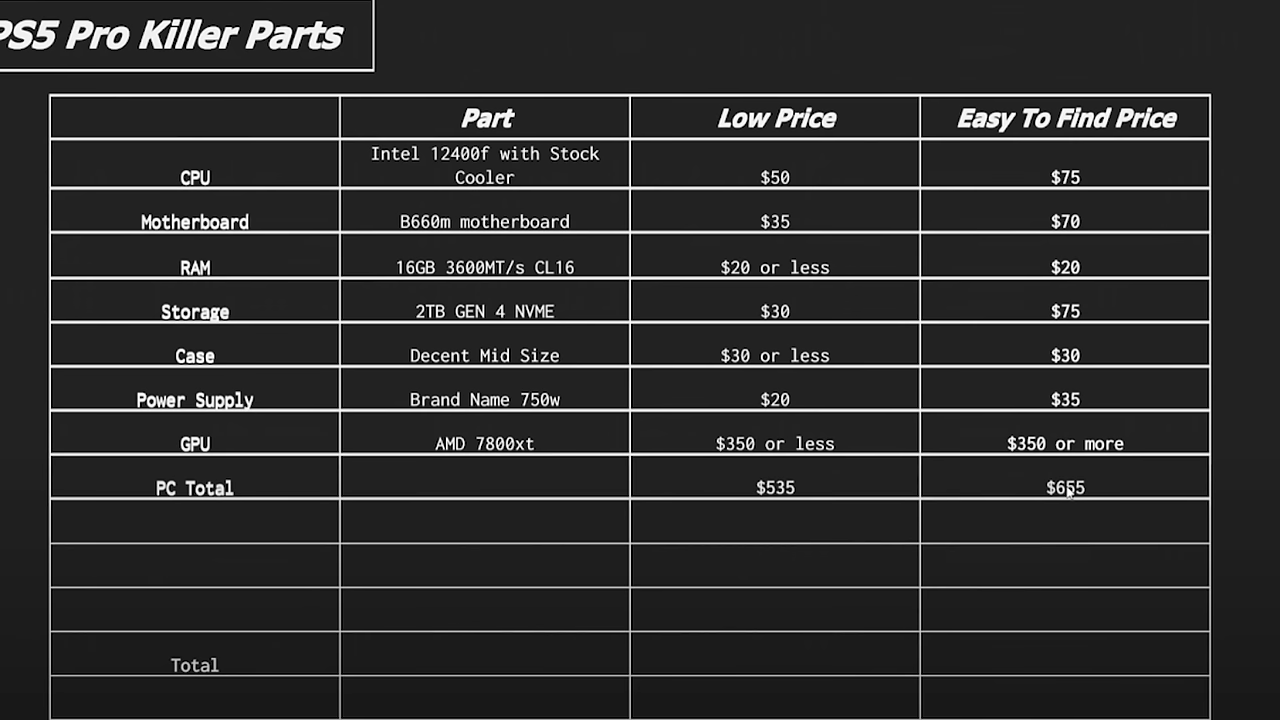 PS5 Pro Killer Parts
Part Low Price Easy To Find Price
Intel 12400f with Stock
CPU Cooler $50 $75
Motherboard B660m motherboard $35 $70
RAM 16GB 3600MT/s CL16 $20 or less $20
Storage 2TB GEN 4 NVME $30 $75
Case Decent Mid Size $30 or less $30
Power Supply Brand Name 750w $20 $35
GPU AMD 7800xt $350 or less $350 or more
PC Total $535 $655
Total